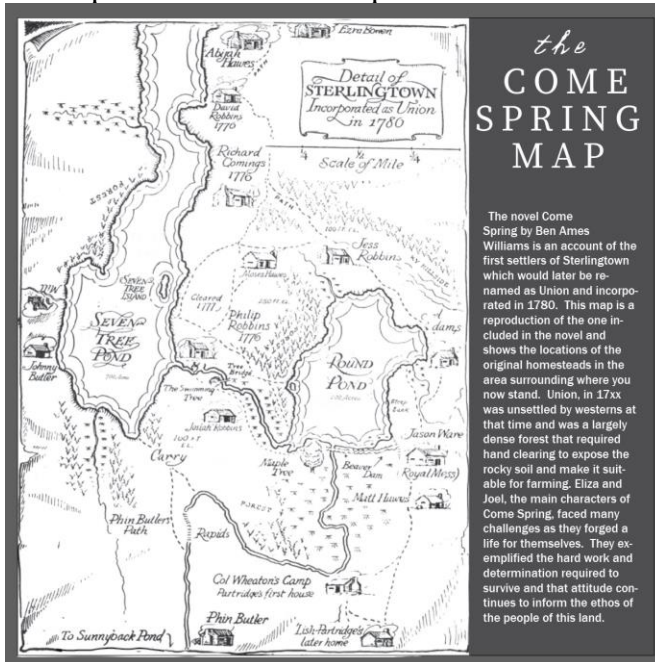 Ezra Bowen
Abijah
Hawes
Detail of
STERLINGTOWN
Incorporated as Union
in 1780
David
Robbins
1776
Richard
Comings
1776
Scale of Mile
FOREST
Jess
Robbins
Moses Hawes
SEVEN
TREE
ISLAND
Cleared
1777
Philip
Robbins
1776
SEVEN
TREE
POND
Johnny
Butler
ROUND
POND
The Swimming
Tree
Josiah Robbins
100 FT
Carry
Maple
Tree
Beaver
Dam
Jason Ware
(Royal Mess)
Matt Hawes
Phin Butler's
Path
Rapids
FOREST
Col Wheaton's Camp
Partridge's first house
Phin Butler
Lish Partridge's
later home
To Sunnyback Pond
the
COME
SPRING
MAP
The novel Come
Spring by Ben Ames
Williams is an account of the
first settlers of Sterlingtown
which would later be re-
named as Union and incorpo-
rated in 1780. This map is a
reproduction of the one in-
cluded in the novel and
shows the locations of the
original homesteads in the
area surrounding where you
now stand. Union, in 17xx
was unsettled by westerns at
that time and was a largely
dense forest that required
hand clearing to expose the
rocky soil and make it suit-
able for farming. Eliza and
Joel, the main characters of
Come Spring, faced many
challenges as they forged a
life for themselves. They ex-
emplified the hard work and
determination required to
survive and that attitude con-
tinues to inform the ethos of
the people of this land.